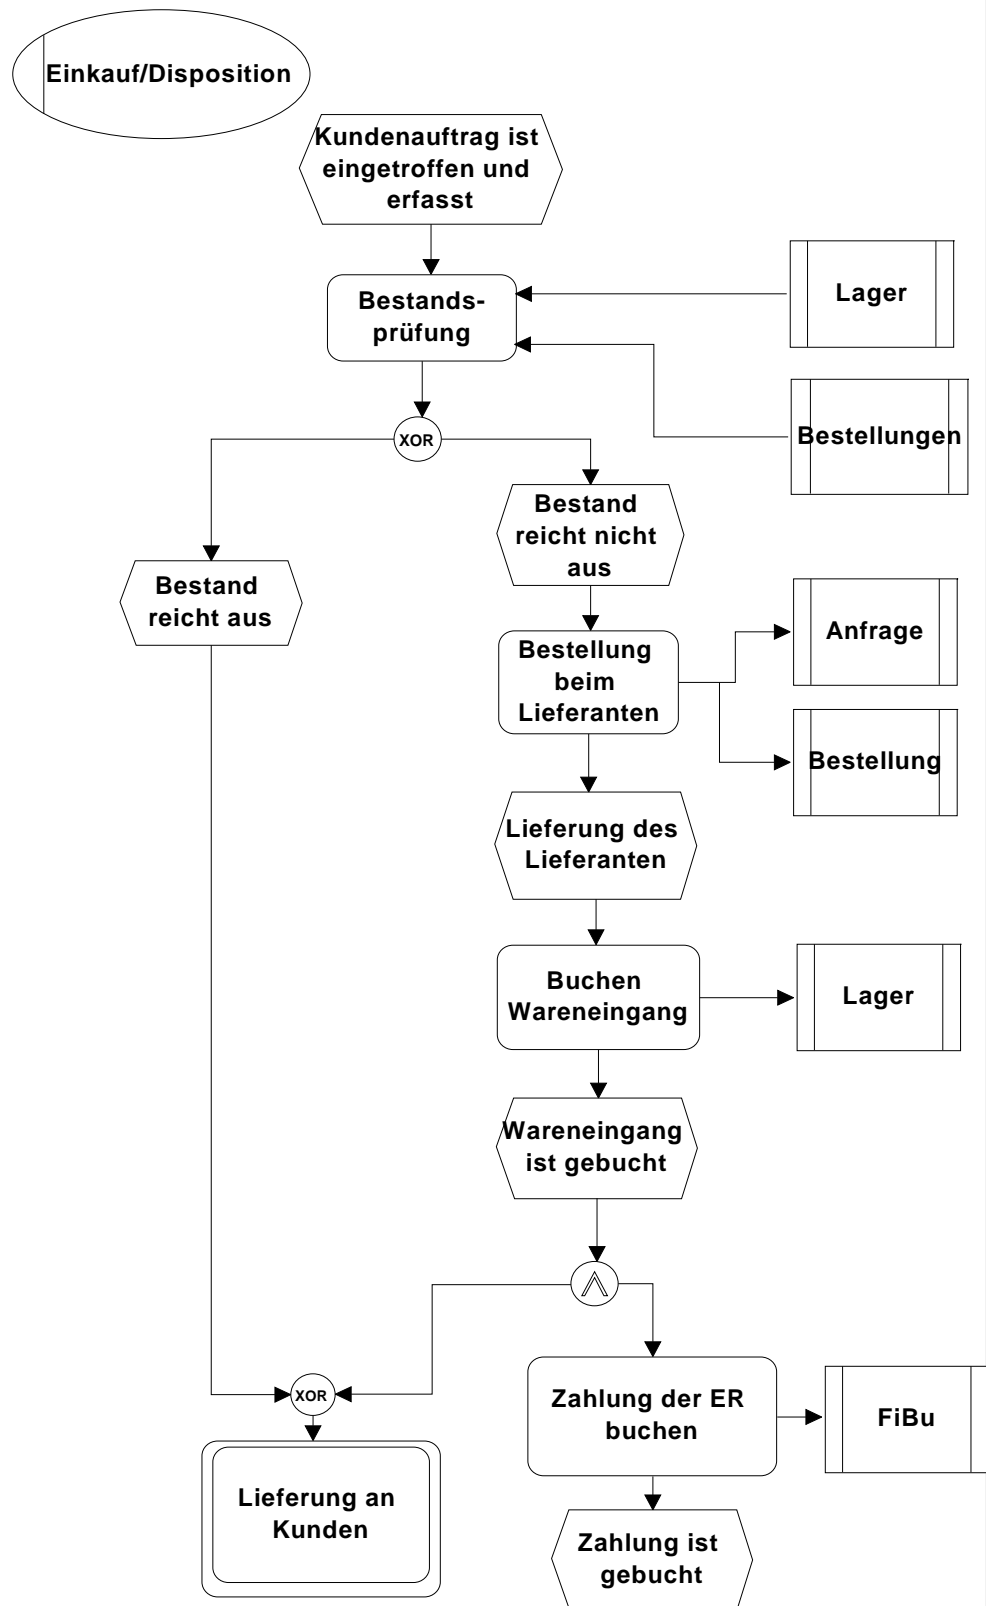 Einkauf/Disposition
Kundenauftrag ist
eingetroffen und
erfasst
Bestands-
prüfung
Lager
Bestellungen
XOR
Bestand
reicht nicht
aus
Bestand
reicht aus
Bestellung
beim
Lieferanten
Anfrage
Bestellung
Lieferung des
Lieferanten
Buchen
Wareneingang
Lager
Wareneingang
ist gebucht
XOR
Zahlung der ER
buchen
FiBu
Lieferung an
Kunden
Zahlung ist
gebucht